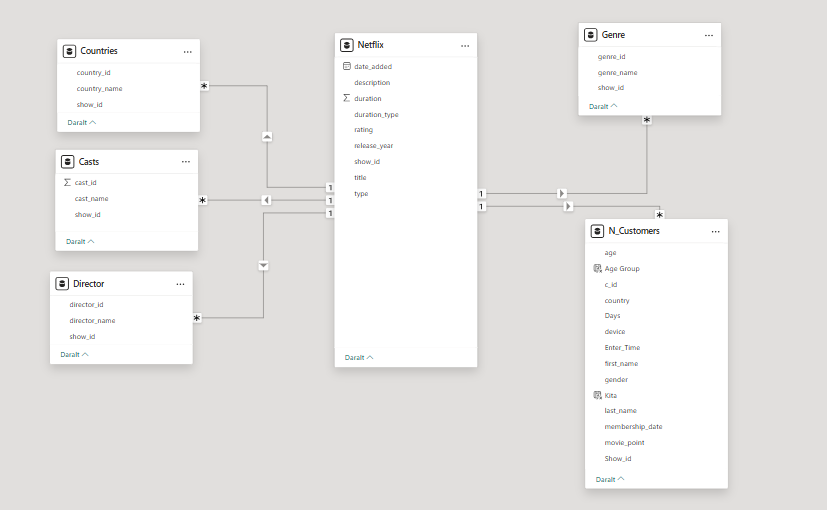 Countries
country_id
country_name
show_id
Daralt
Casts
cast_id
cast_name
show_id
Daralt
Director
director_id
director_name
show_id
Daralt
Netflix
date_added
description
duration
duration_type
rating
release_year
show_id
title
type
Daralt
Genre
genre_id
genre_name
show_id
Daralt
N_Customers
age
Age Group
c_id
country
Days
device
Enter_Time
first_name
gender
Kita
last_name
membership_date
movie_point
Show_id
Daralt
*
1
*
1
*
1
1
*
1
*